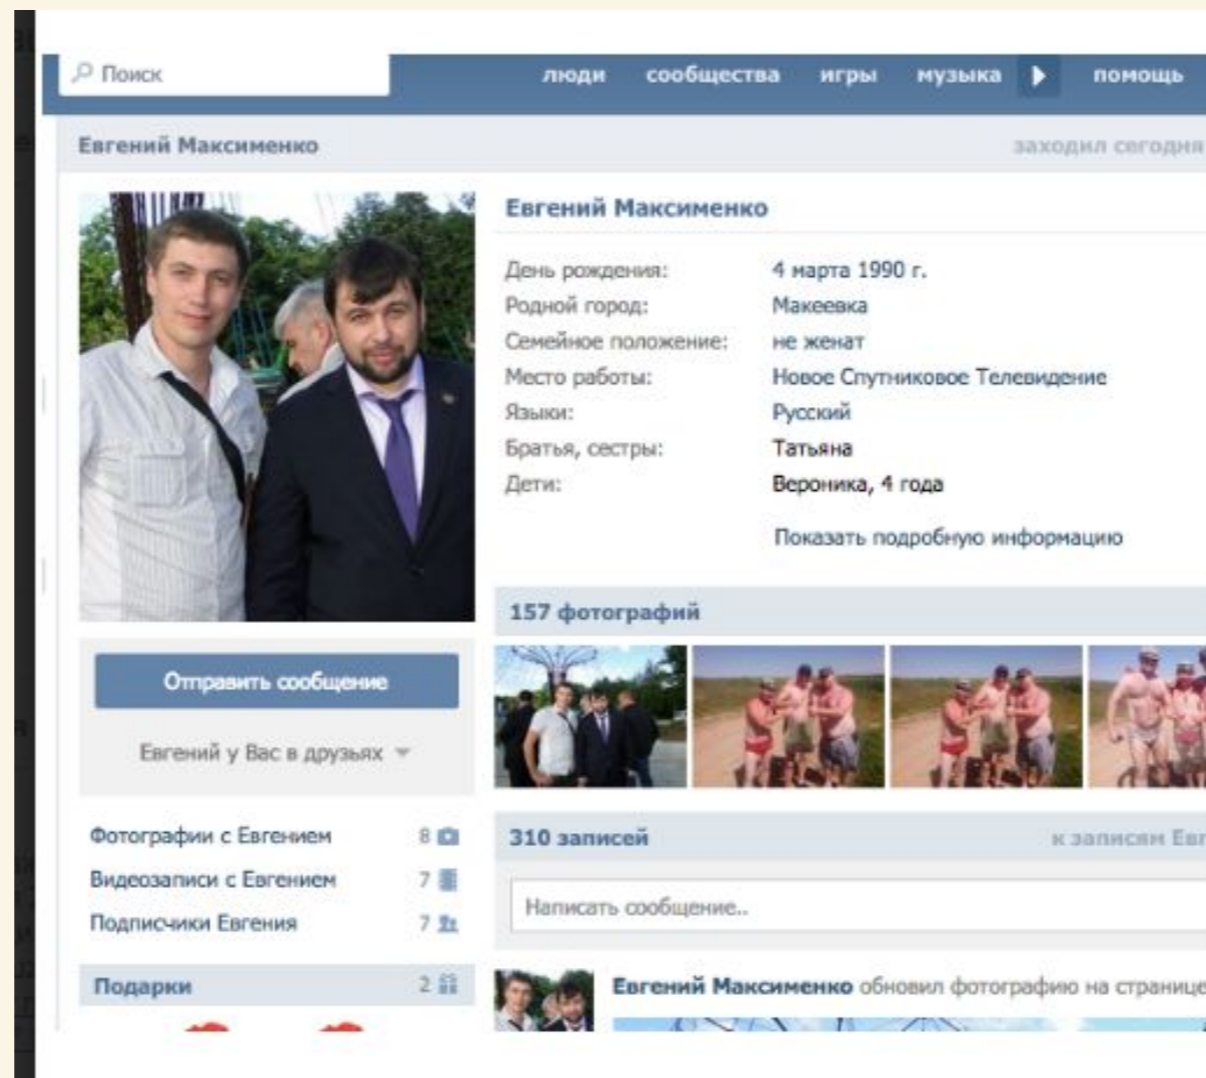 Поиск
люди сообщества игры музыка помощь
Евгений Максименко
заходил сегодня
Евгений Максименко
День рождения: 4 марта 1990 г.
Родной город: Макеевка
Семейное положение: не женат
Место работы: Новое Спутниковое Телевидение
Языки: Русский
Братья, сестры: Татьяна
Дети: Вероника, 4 года
Показать подробную информацию
157 фотографий
Отправить сообщение
Евгений у Вас в друзьях
Фотографии с Евгением 8
Видеозаписи с Евгением 7
Подписчики Евгения 7
Подарки 2
310 записей
к записям Евг
Написать сообщение..
Евгений Максименко обновил фотографию на странице